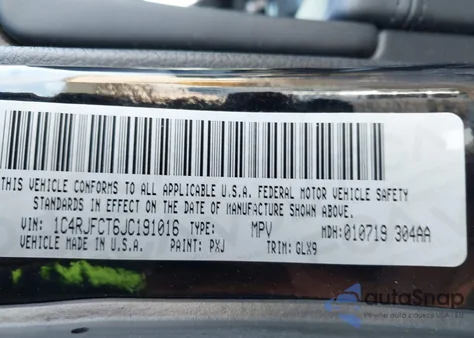 THIS VEHICLE CONFORMS TO ALL APPLICABLE U.S.A. FEDERAL MOTOR VEHICLE SAFETY
STANDARDS IN EFFECT ON THE DATE OF MANUFACTURE SHOWN ABOVE.
VIN: 1C4RJFCT6JC191016 TYPE: MPV MDH:010719 304AA
VEHICLE MADE IN U.S.A. PAINT: PXJ TRIM: GLX9
autoSnap